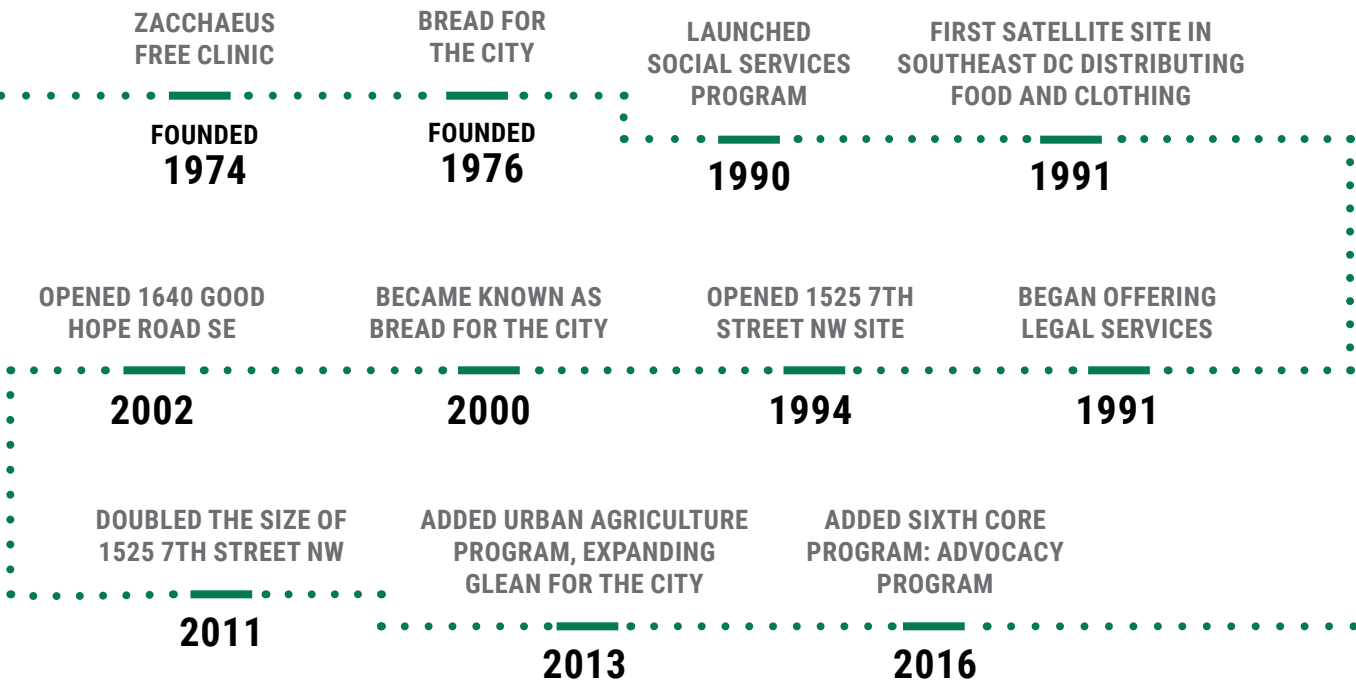 ZACCHAEUS
FREE CLINIC
FOUNDED
1974
BREAD FOR
THE CITY
FOUNDED
1976
LAUNCHED
SOCIAL SERVICES
PROGRAM
1990
FIRST SATELLITE SITE IN
SOUTHEAST DC DISTRIBUTING
FOOD AND CLOTHING
1991
BEGAN OFFERING
LEGAL SERVICES
1991
OPENED 1525 7TH
STREET NW SITE
1994
BECAME KNOWN AS
BREAD FOR THE CITY
2000
OPENED 1640 GOOD
HOPE ROAD SE
2002
DOUBLED THE SIZE OF
1525 7TH STREET NW
2011
ADDED URBAN AGRICULTURE
PROGRAM, EXPANDING
GLEAN FOR THE CITY
2013
ADDED SIXTH CORE
PROGRAM: ADVOCACY
PROGRAM
2016